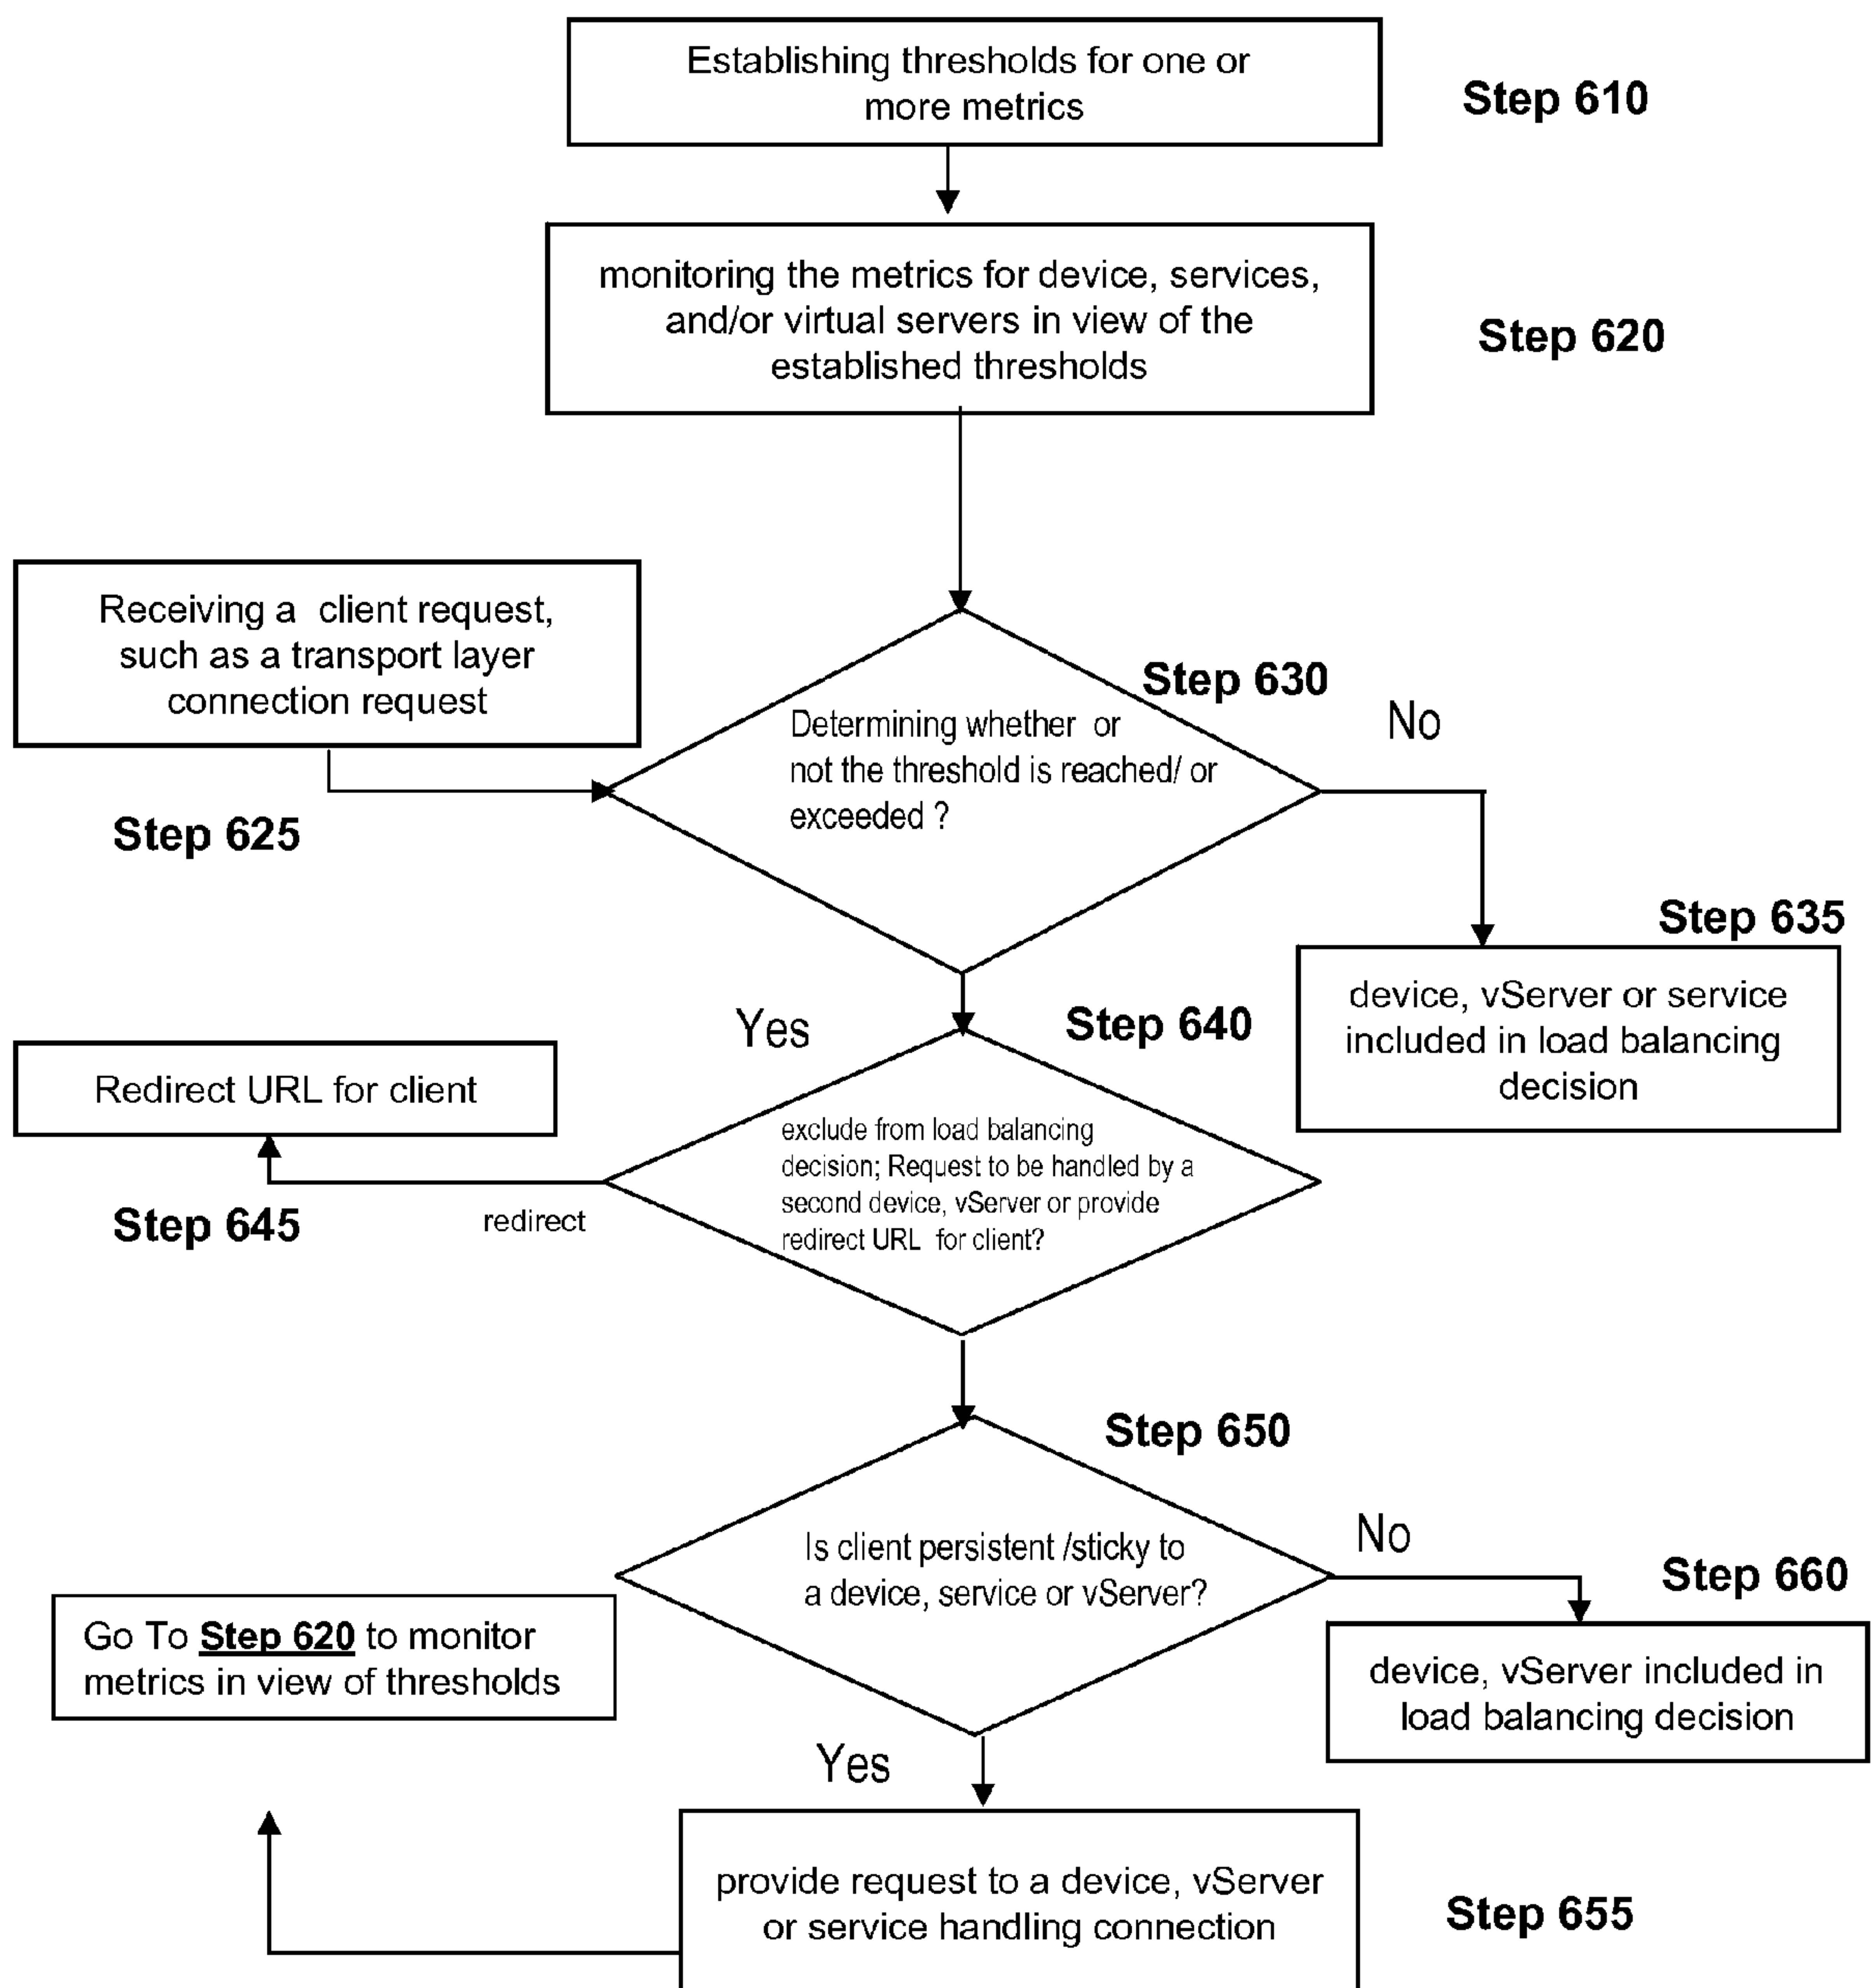 Establishing thresholds for one or
more metrics
Step 610
monitoring the metrics for device, services,
and/or virtual servers in view of the
established thresholds
Step 620
Receiving a client request,
such as a transport layer
connection request
Step 625
Step 630
Determining whether or
not the threshold is reached/ or
exceeded ?
No
Step 635
device, vServer or service
included in load balancing
decision
Yes
Step 640
Redirect URL for client
Step 645
redirect
exclude from load balancing
decision; Request to be handled by a
second device, vServer or provide
redirect URL for client?
Step 650
Is client persistent /sticky to
a device, service or vServer?
No
Step 660
device, vServer included in
load balancing decision
Go To Step 620 to monitor
metrics in view of thresholds
Yes
provide request to a device, vServer
or service handling connection
Step 655